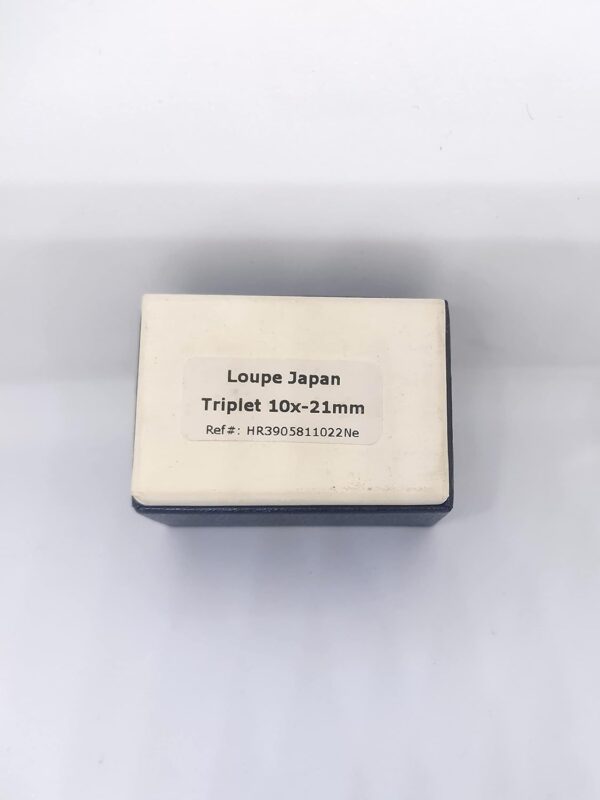 Loupe Japan
Triplet 10x-21mm
Ref#: HR3905811022Ne